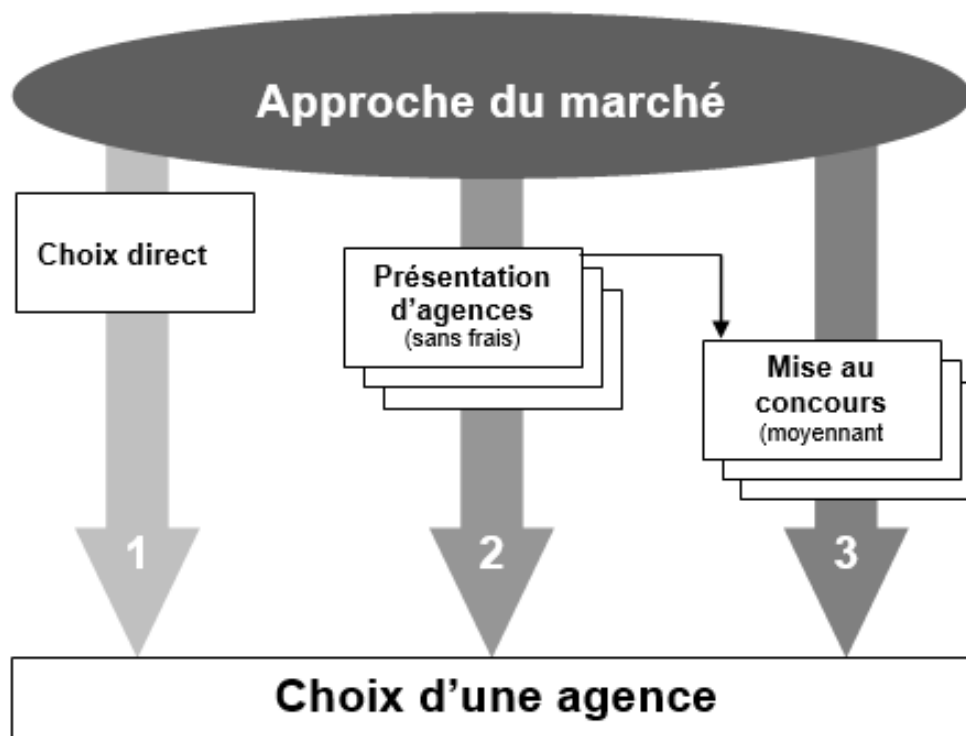 Approche du marché
Choix direct
Présentation
d'agences
(sans frais)
Mise au
concours
(moyennant
1
2
3
Choix d'une agence